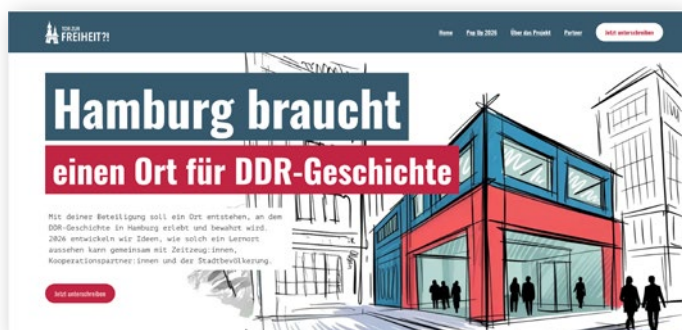 TOR ZUR
FREIHEIT?!
Home Pop Up 2026 Über das Projekt Partner Jetzt unterschreiben
Hamburg braucht
einen Ort für DDR-Geschichte
Mit deiner Beteiligung soll ein Ort entstehen, an dem
DDR-Geschichte in Hamburg erlebt und bewahrt wird.
2026 entwickeln wir Ideen, wie solch ein Lernort
aussehen kann gemeinsam mit Zeitzeug:innen,
Kooperationspartner:innen und der Stadtbevölkerung.
Jetzt unterschreiben